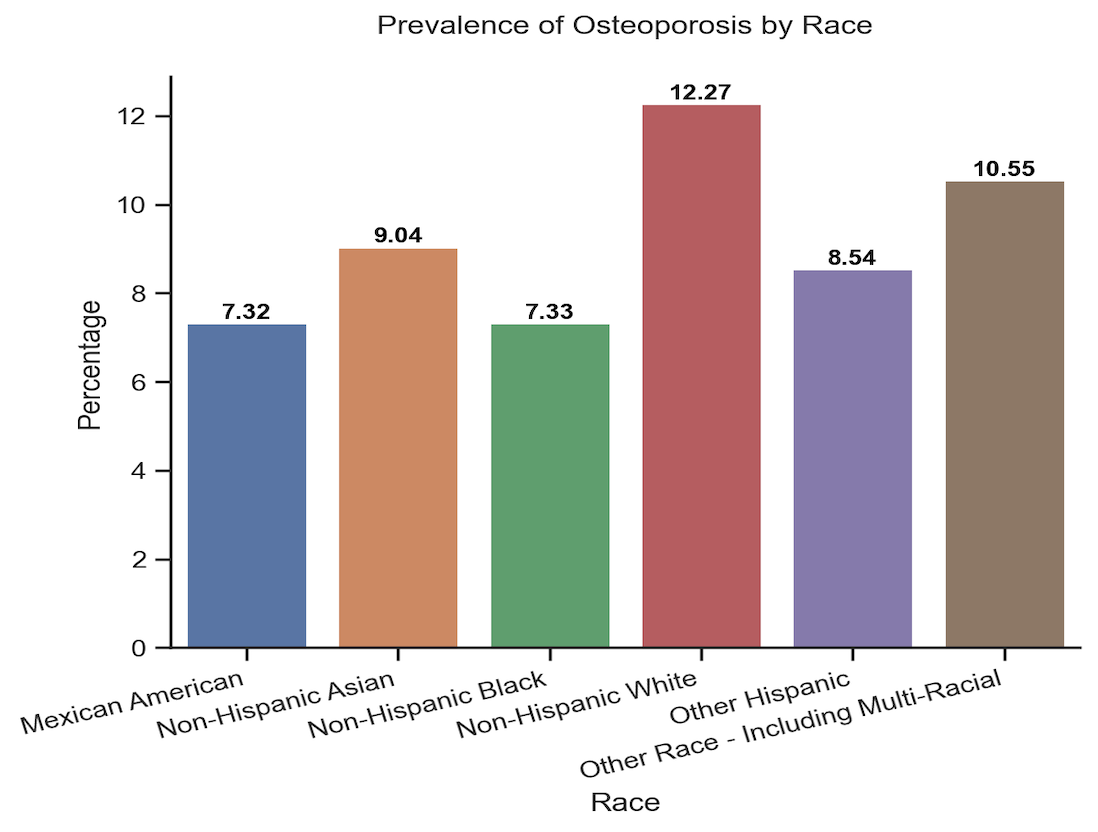 Prevalence of Osteoporosis by Race
12.27
12
10.55
10
9.04
8.54
8
7.32
7.33
6
4
2
0
Percentage
Mexican American
Non-Hispanic Asian
Non-Hispanic Black
Non-Hispanic White
Other Hispanic
Other Race - Including Multi-Racial
Race